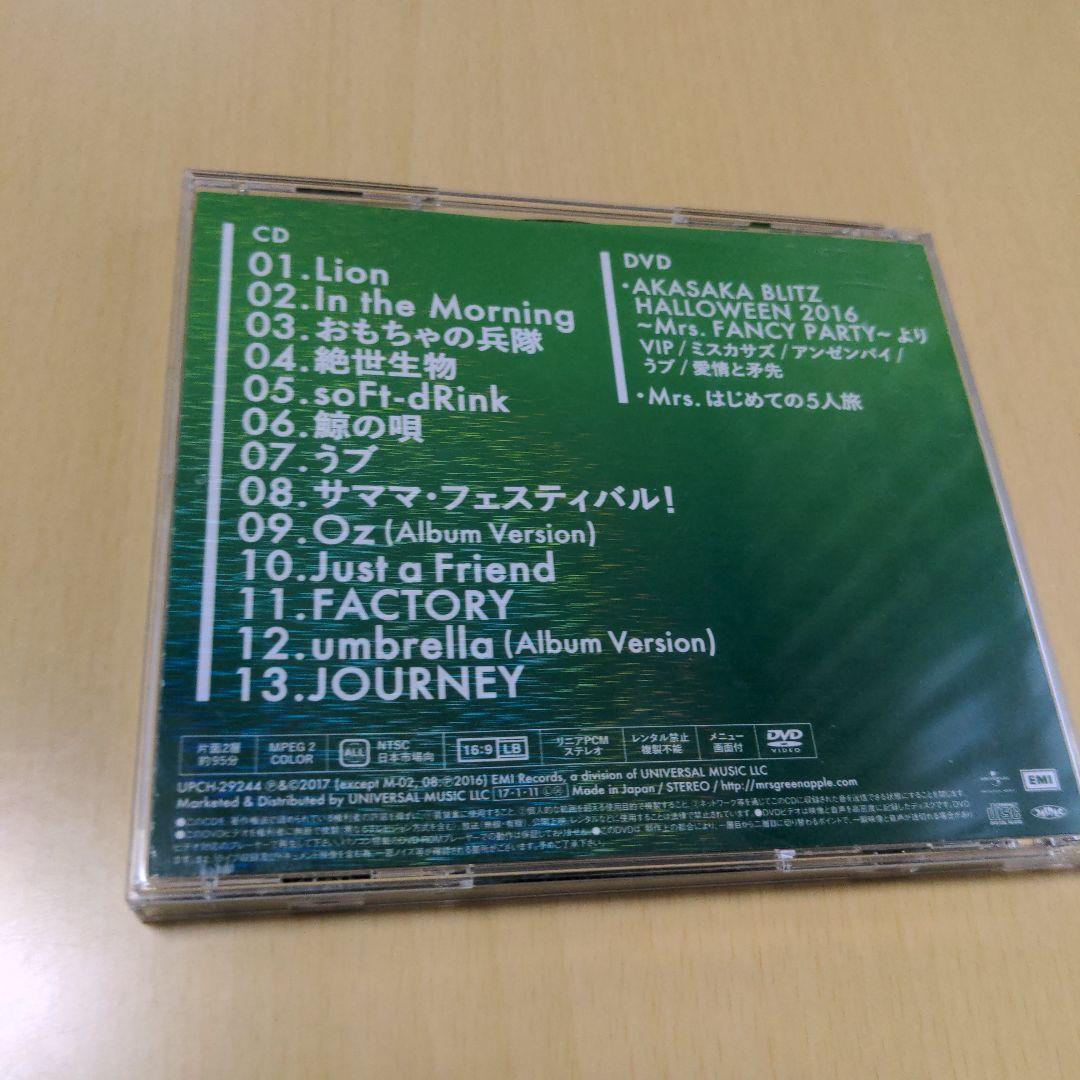 CD
01.Lion
02.In the Morning
03.おもちゃの兵隊
04.絶世生物
05.soFt-dRink
06.鯨の唄
07.うブ
08.サママ・フェスティバル!
09.Oz (Album Version)
10.Just a Friend
11.FACTORY
12.umbrella (Album Version)
13.JOURNEY
DVD
・AKASAKA BLITZ
HALLOWEEN 2016
~Mrs. FANCY PARTY~ より
VIP/ミスカサズ/アンゼンパイ/
うブ/愛情と矛先
・Mrs. はじめての5人旅
片面2層
約95分
MPEG 2
COLOR
ALL
NTSC
日本市場向
16:9 LB
リニアPCM
ステレオ
レンタル禁止
複製不能
メニュー
画面付
DVD
VIDEO
UPCH-29244 ℗&©2017 (except M-02, 08:℗2016) EMI Records, a division of UNIVERSAL MUSIC LLC
Marketed & Distributed by UNIVERSAL MUSIC LLC 17・1・11 Made in Japan / STEREO / http://mrsgreenapple.com
EMI